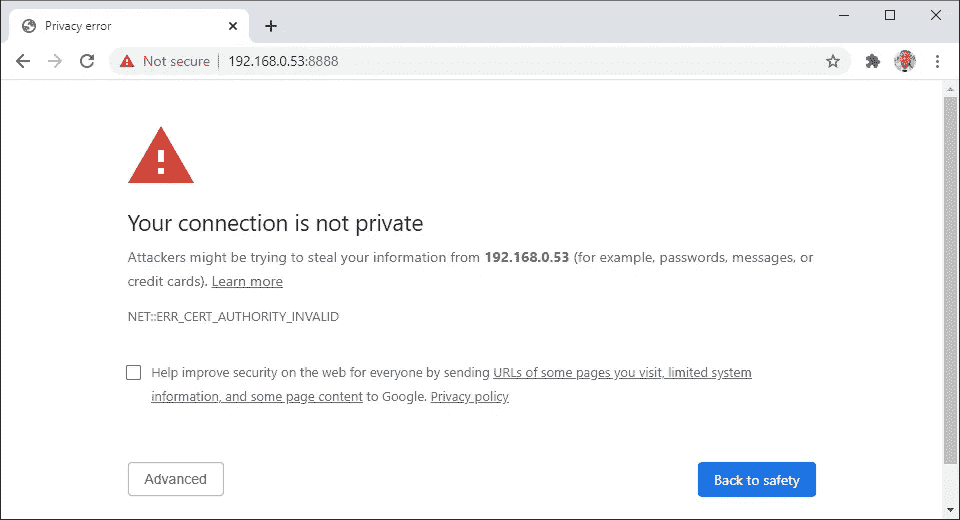 Privacy error
Not secure
192.168.0.53:8888
Your connection is not private
Attackers might be trying to steal your information from 192.168.0.53 (for example, passwords, messages, or
credit cards). Learn more
NET::ERR_CERT_AUTHORITY_INVALID
Help improve security on the web for everyone by sending URLs of some pages you visit, limited system
information, and some page content to Google. Privacy policy
Advanced
Back to safety